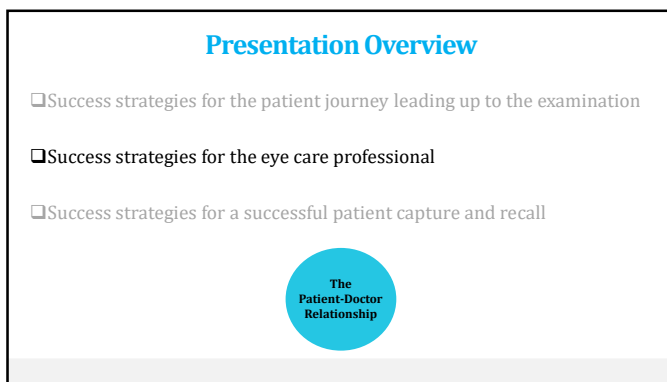 Presentation Overview
❑Success strategies for the patient journey leading up to the examination
❑Success strategies for the eye care professional
❑Success strategies for a successful patient capture and recall
The
Patient-Doctor
Relationship